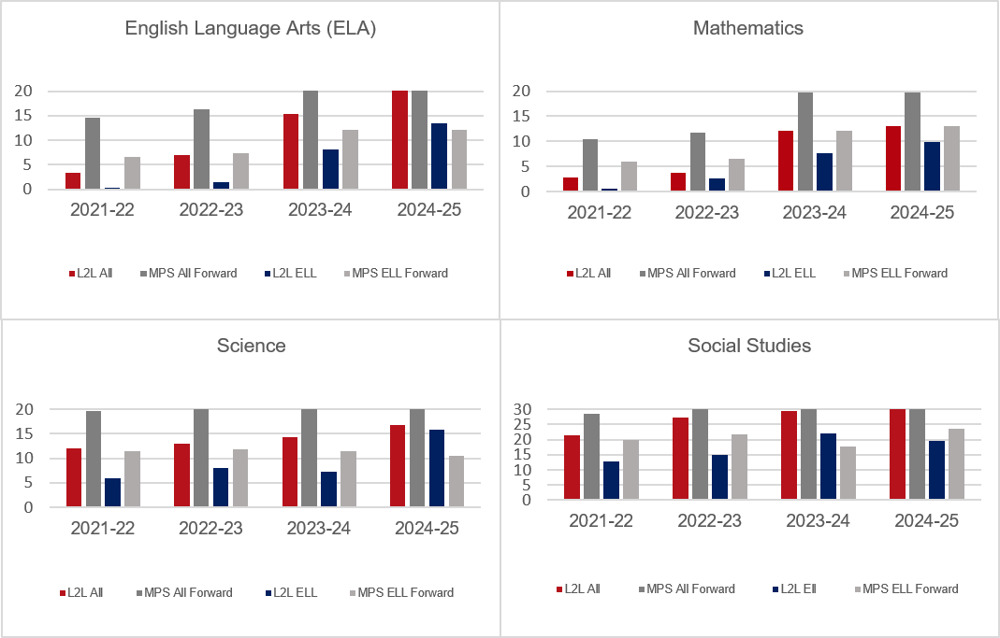 English Language Arts (ELA)
20
15
10
5
0
2021-22 2022-23 2023-24 2024-25
L2L All MPS All Forward L2L ELL MPS ELL Forward
Mathematics
20
15
10
5
0
2021-22 2022-23 2023-24 2024-25
L2L All MPS All Forward L2L ELL MPS ELL Forward
Science
20
15
10
5
0
2021-22 2022-23 2023-24 2024-25
L2L All MPS All Forward L2L ELL MPS ELL Forward
Social Studies
30
25
20
15
10
5
0
2021-22 2022-23 2023-24 2024-25
L2L All MPS All Forward L2L Ell MPS ELL Forward